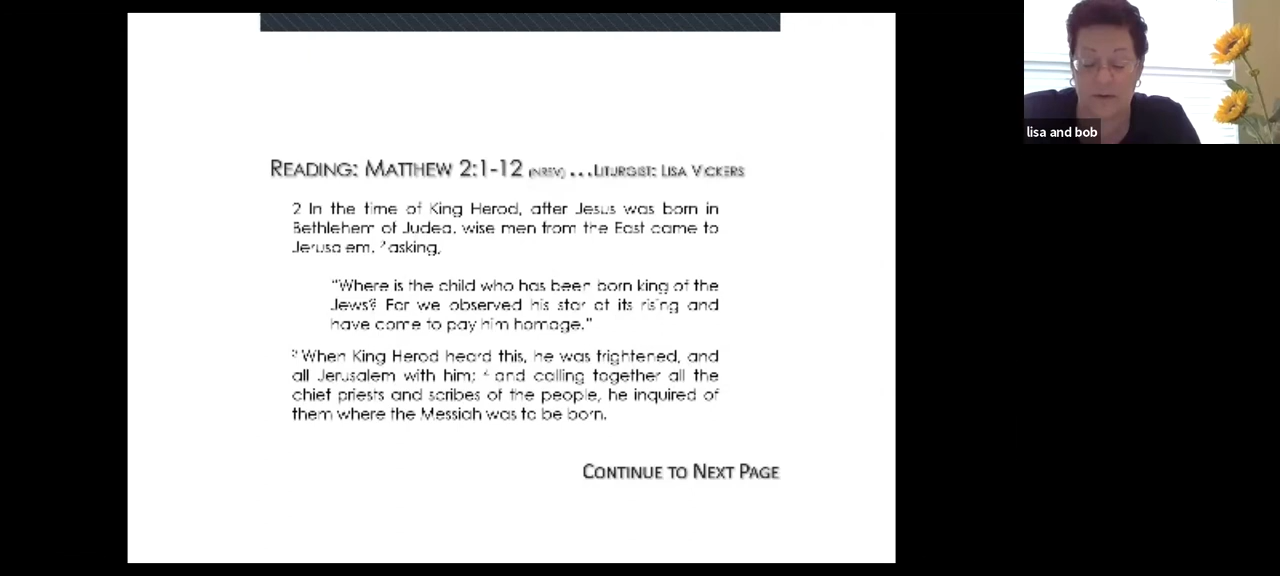 READING: MATTHEW 2:1-12 (NRSV) ...LITURGIST: LISA VICKERS
2 In the time of King Herod, after Jesus was born in
Bethlehem of Judea, wise men from the East came to
Jerusalem, ² asking,
"Where is the child who has been born king of the
Jews? For we observed his star at its rising and
have come to pay him homage."
³ When King Herod heard this, he was frightened, and
all Jerusalem with him; ⁴ and calling together all the
chief priests and scribes of the people, he inquired of
them where the Messiah was to be born.
CONTINUE TO NEXT PAGE
lisa and bob